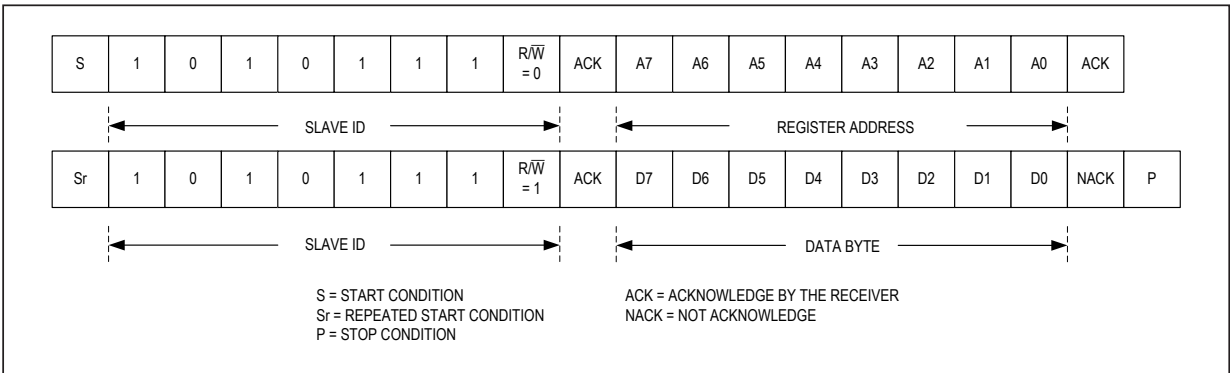 S 1 0 1 0 1 1 1 R/W̅ = 0 ACK A7 A6 A5 A4 A3 A2 A1 A0 ACK
SLAVE ID REGISTER ADDRESS
Sr 1 0 1 0 1 1 1 R/W̅ = 1 ACK D7 D6 D5 D4 D3 D2 D1 D0 NACK P
SLAVE ID DATA BYTE
S = START CONDITION ACK = ACKNOWLEDGE BY THE RECEIVER
Sr = REPEATED START CONDITION NACK = NOT ACKNOWLEDGE
P = STOP CONDITION